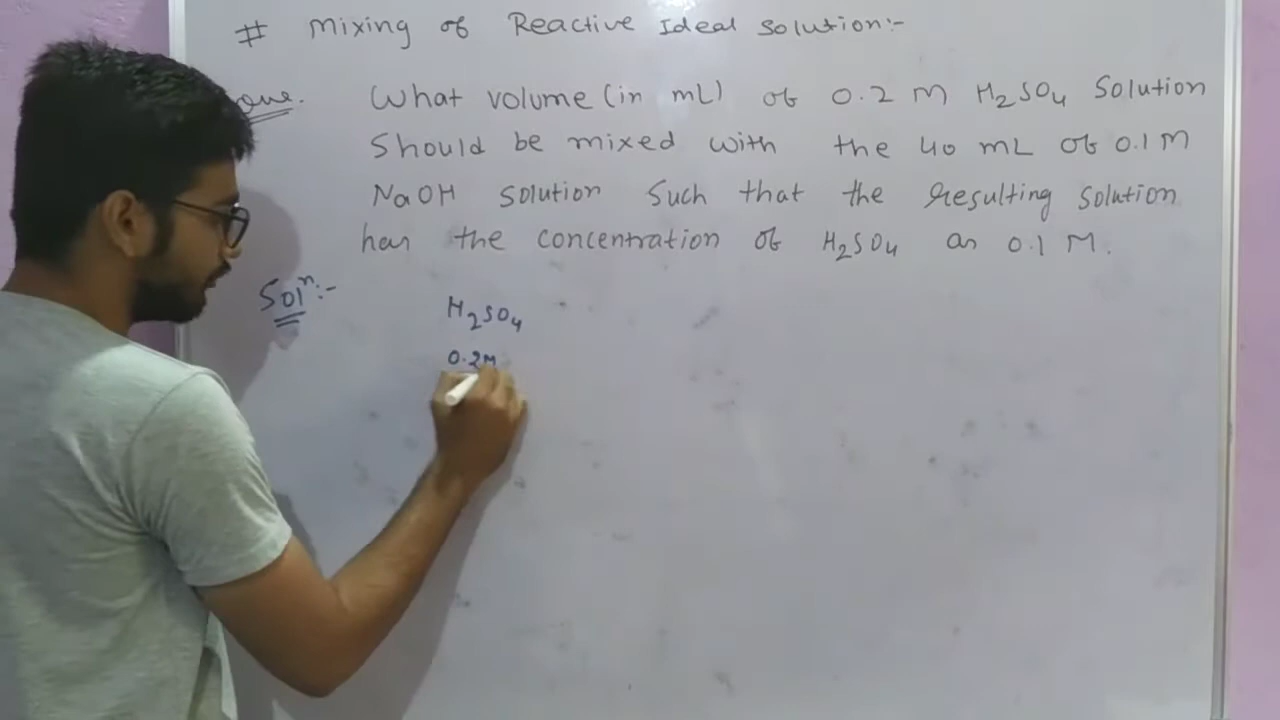 # Mixing of Reactive Ideal Solution:-
Que. What volume (in mL) of 0.2 M H₂SO₄ Solution
Should be mixed with the 40 mL of 0.1 M
NaOH solution Such that the resulting solution
has the concentration of H₂SO₄ as 0.1 M.
Solⁿ:- H₂SO₄
0.2M